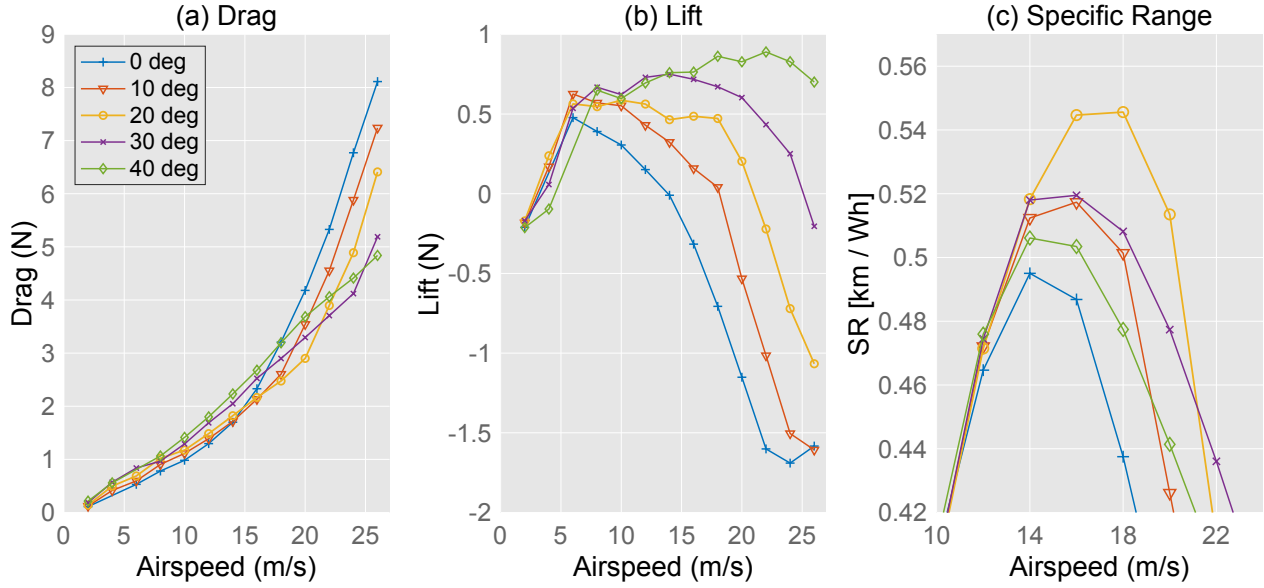 (a) Drag
9
8
7
6
5
4
3
2
1
0
0 deg
10 deg
20 deg
30 deg
40 deg
Drag (N)
0 5 10 15 20 25
Airspeed (m/s)
(b) Lift
1
0.5
0
-0.5
-1
-1.5
-2
Lift (N)
0 5 10 15 20 25
Airspeed (m/s)
(c) Specific Range
0.56
0.54
0.52
0.5
0.48
0.46
0.44
0.42
SR [km / Wh]
10 14 18 22
Airspeed (m/s)